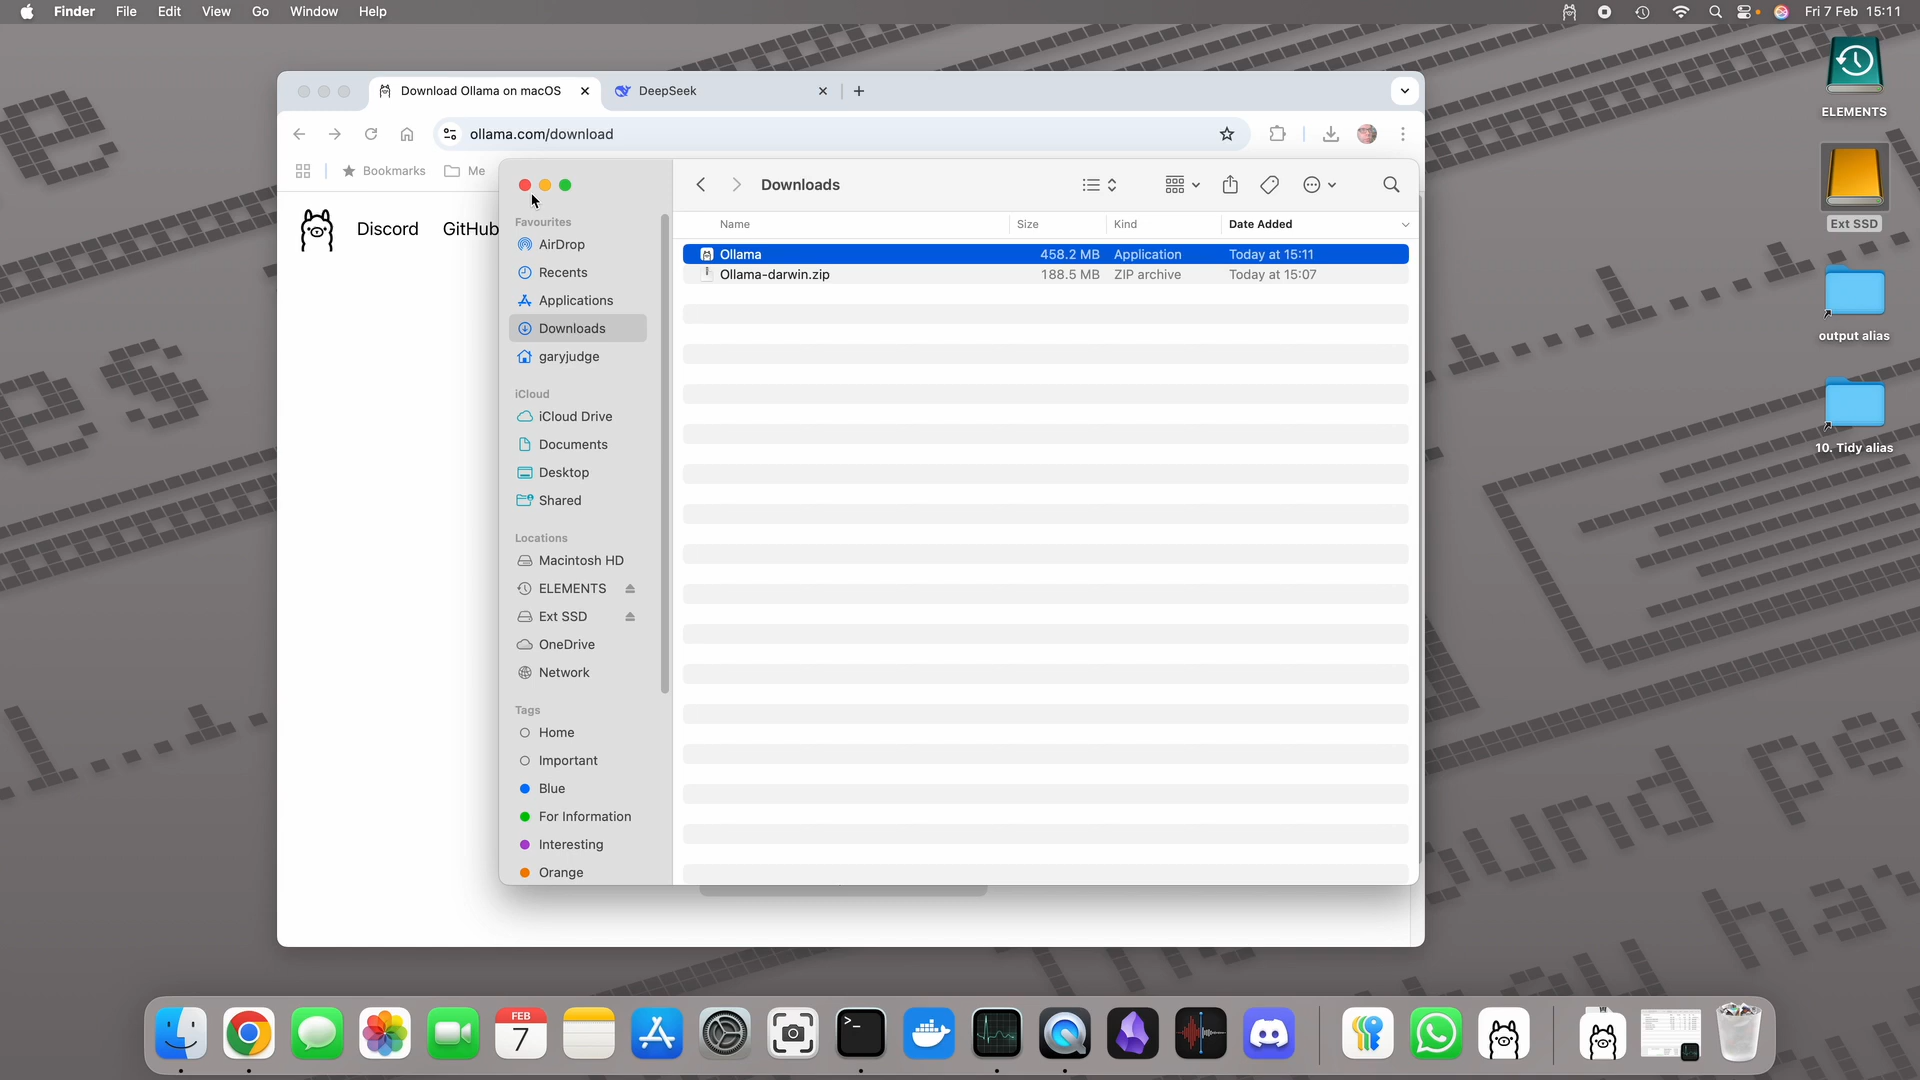 Finder File Edit View Go Window Help Fri 7 Feb 15:11
Download Ollama on macOS DeepSeek
ollama.com/download
Bookmarks Me
Discord GitHub
Downloads
Name Size Kind Date Added
Ollama 458.2 MB Application Today at 15:11
Ollama-darwin.zip 188.5 MB ZIP archive Today at 15:07
Favourites
AirDrop
Recents
Applications
Downloads
garyjudge
iCloud
iCloud Drive
Documents
Desktop
Shared
Locations
Macintosh HD
ELEMENTS
Ext SSD
OneDrive
Network
Tags
Home
Important
Blue
For Information
Interesting
Orange
ELEMENTS
Ext SSD
output alias
10. Tidy alias
FEB
7